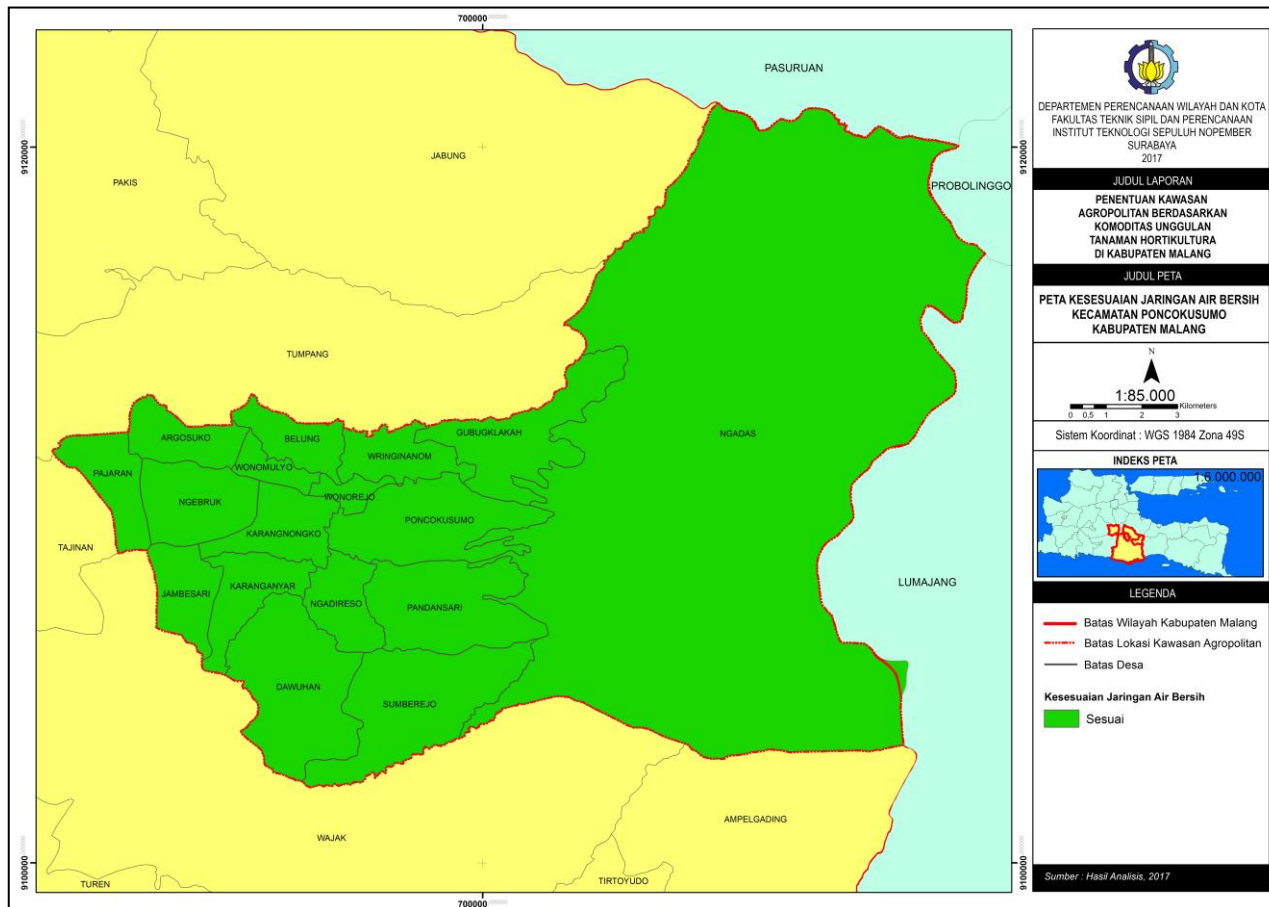 700000
PASURUAN
JABUNG
9120000
9120000
PAKIS
PROBOLINGGO
TUMPANG
ARGOSUKO
BELUNG
GUBUGKLAKAH
NGADAS
PAJARAN
WONOMULYO
WRINGINANOM
NGEBRUK
WONOREJO
PONCOKUSUMO
KARANGNONGKO
TAJINAN
JAMBESARI
KARANGANYAR
NGADIRESO
PANDANSARI
LUMAJANG
DAWUHAN
SUMBEREJO
AMPELGADING
WAJAK
9100000
9100000
TUREN
TIRTOYUDO
700000
DEPARTEMEN PERENCANAAN WILAYAH DAN KOTA
FAKULTAS TEKNIK SIPIL DAN PERENCANAAN
INSTITUT TEKNOLOGI SEPULUH NOPEMBER
SURABAYA
2017
JUDUL LAPORAN
PENENTUAN KAWASAN
AGROPOLITAN BERDASARKAN
KOMODITAS UNGGULAN
TANAMAN HORTIKULTURA
DI KABUPATEN MALANG
JUDUL PETA
PETA KESESUAIAN JARINGAN AIR BERSIH
KECAMATAN PONCOKUSUMO
KABUPATEN MALANG
N
1:85.000
Kilometers
0 0,5 1 2 3
Sistem Koordinat : WGS 1984 Zona 49S
INDEKS PETA
1:6.000.000
LEGENDA
Batas Wilayah Kabupaten Malang
Batas Lokasi Kawasan Agropolitan
Batas Desa
Kesesuaian Jaringan Air Bersih
Sesuai
Sumber : Hasil Analisis, 2017